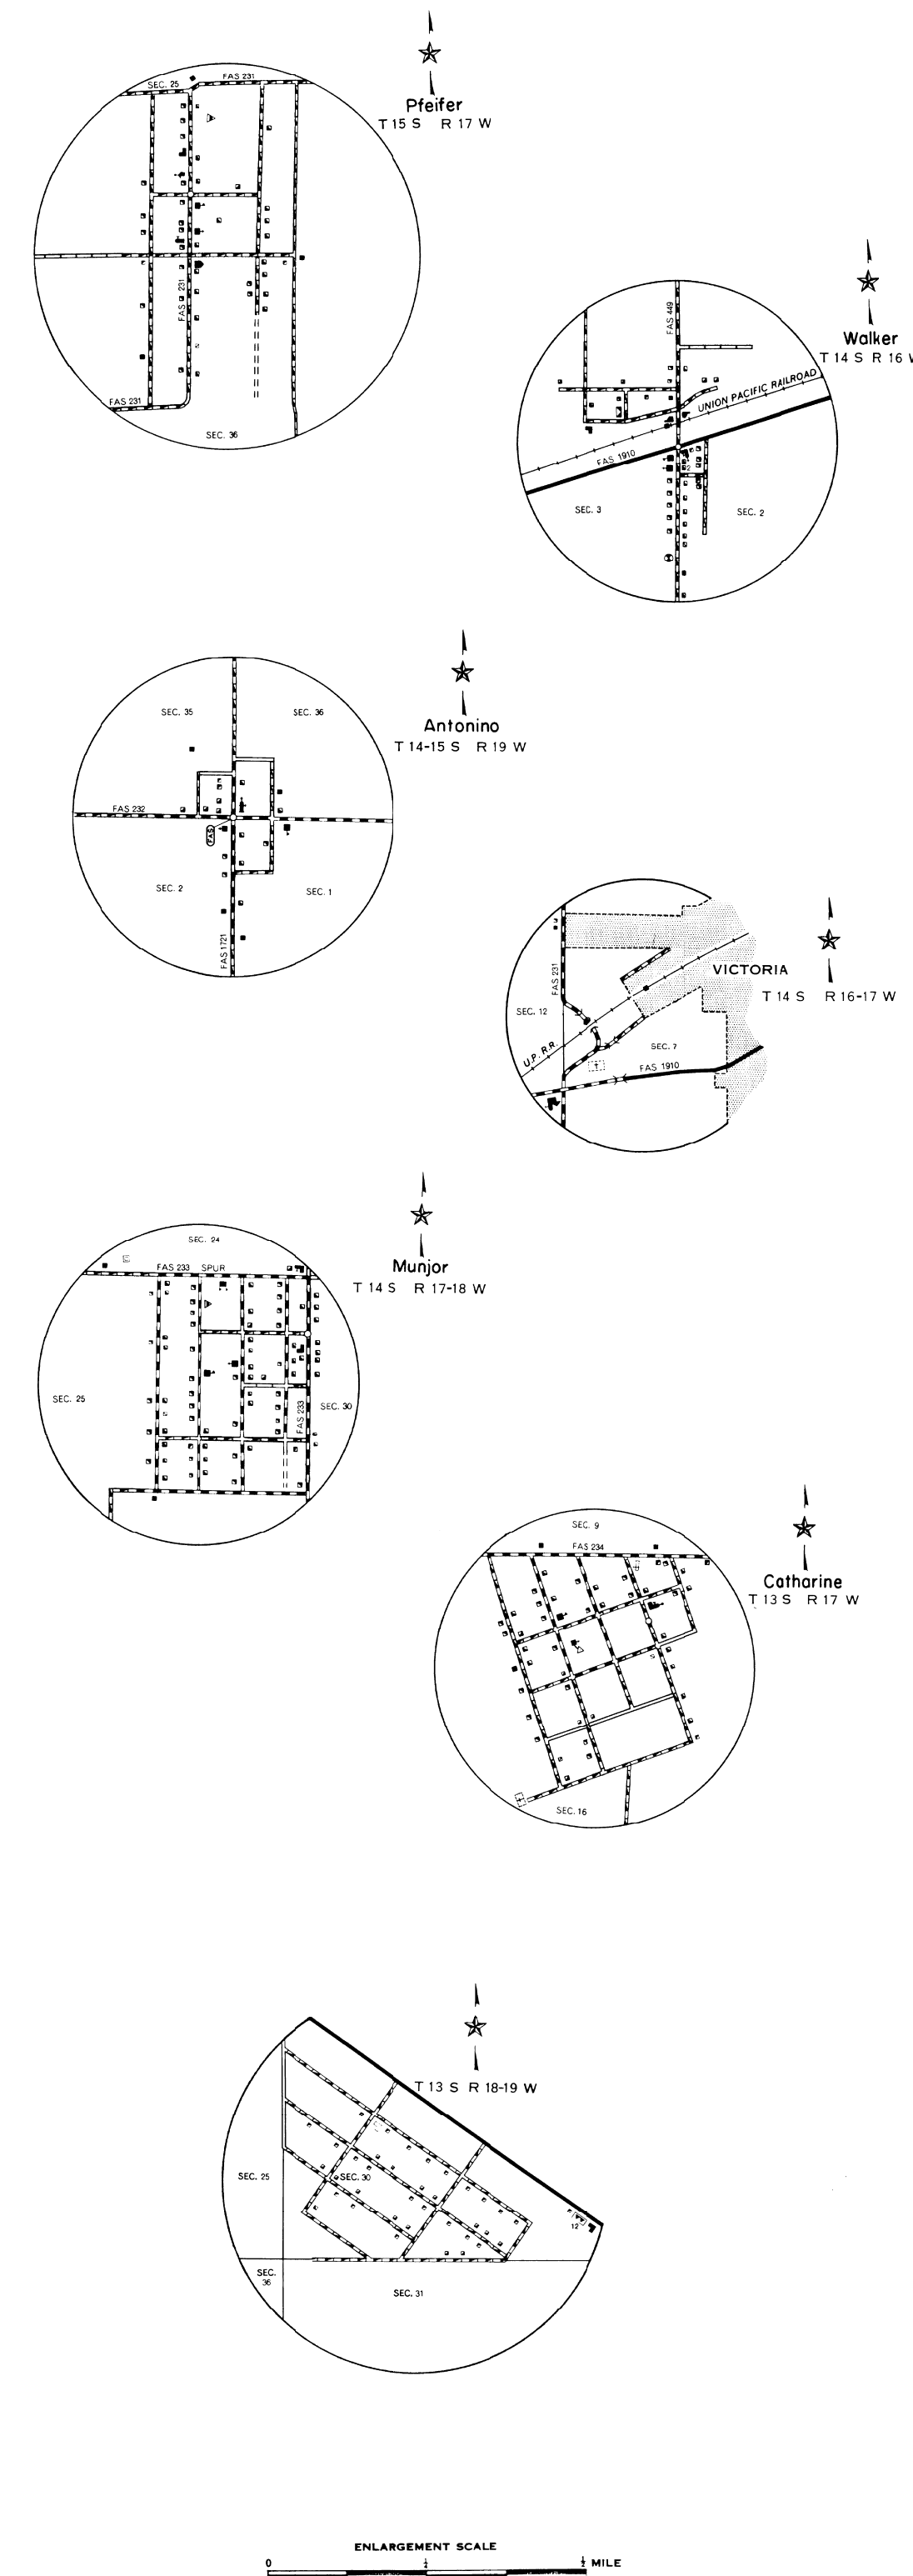 FAS 231
SEC. 25
Pfeifer
T 15 S R 17 W
FAS 231
FAS 231
SEC. 36
Walker
T 14 S R 16 W
FAS 449
UNION PACIFIC RAILROAD
FAS 1910
SEC. 3
SEC. 2
Antonino
T 14-15 S R 19 W
SEC. 35
SEC. 36
FAS 232
FAS
SEC. 2
SEC. 1
FAS 1721
VICTORIA
T 14 S R 16-17 W
FAS 231
SEC. 12
U.P. R.R.
SEC. 7
FAS 1910
Munjor
T 14 S R 17-18 W
SEC. 24
FAS 233 SPUR
SEC. 25
FAS 233
SEC. 30
Catharine
T 13 S R 17 W
SEC. 9
FAS 234
SEC. 16
T 13 S R 18-19 W
SEC. 25
SEC. 30
12
SEC.
36
SEC. 31
ENLARGEMENT SCALE
0 ½ MILE